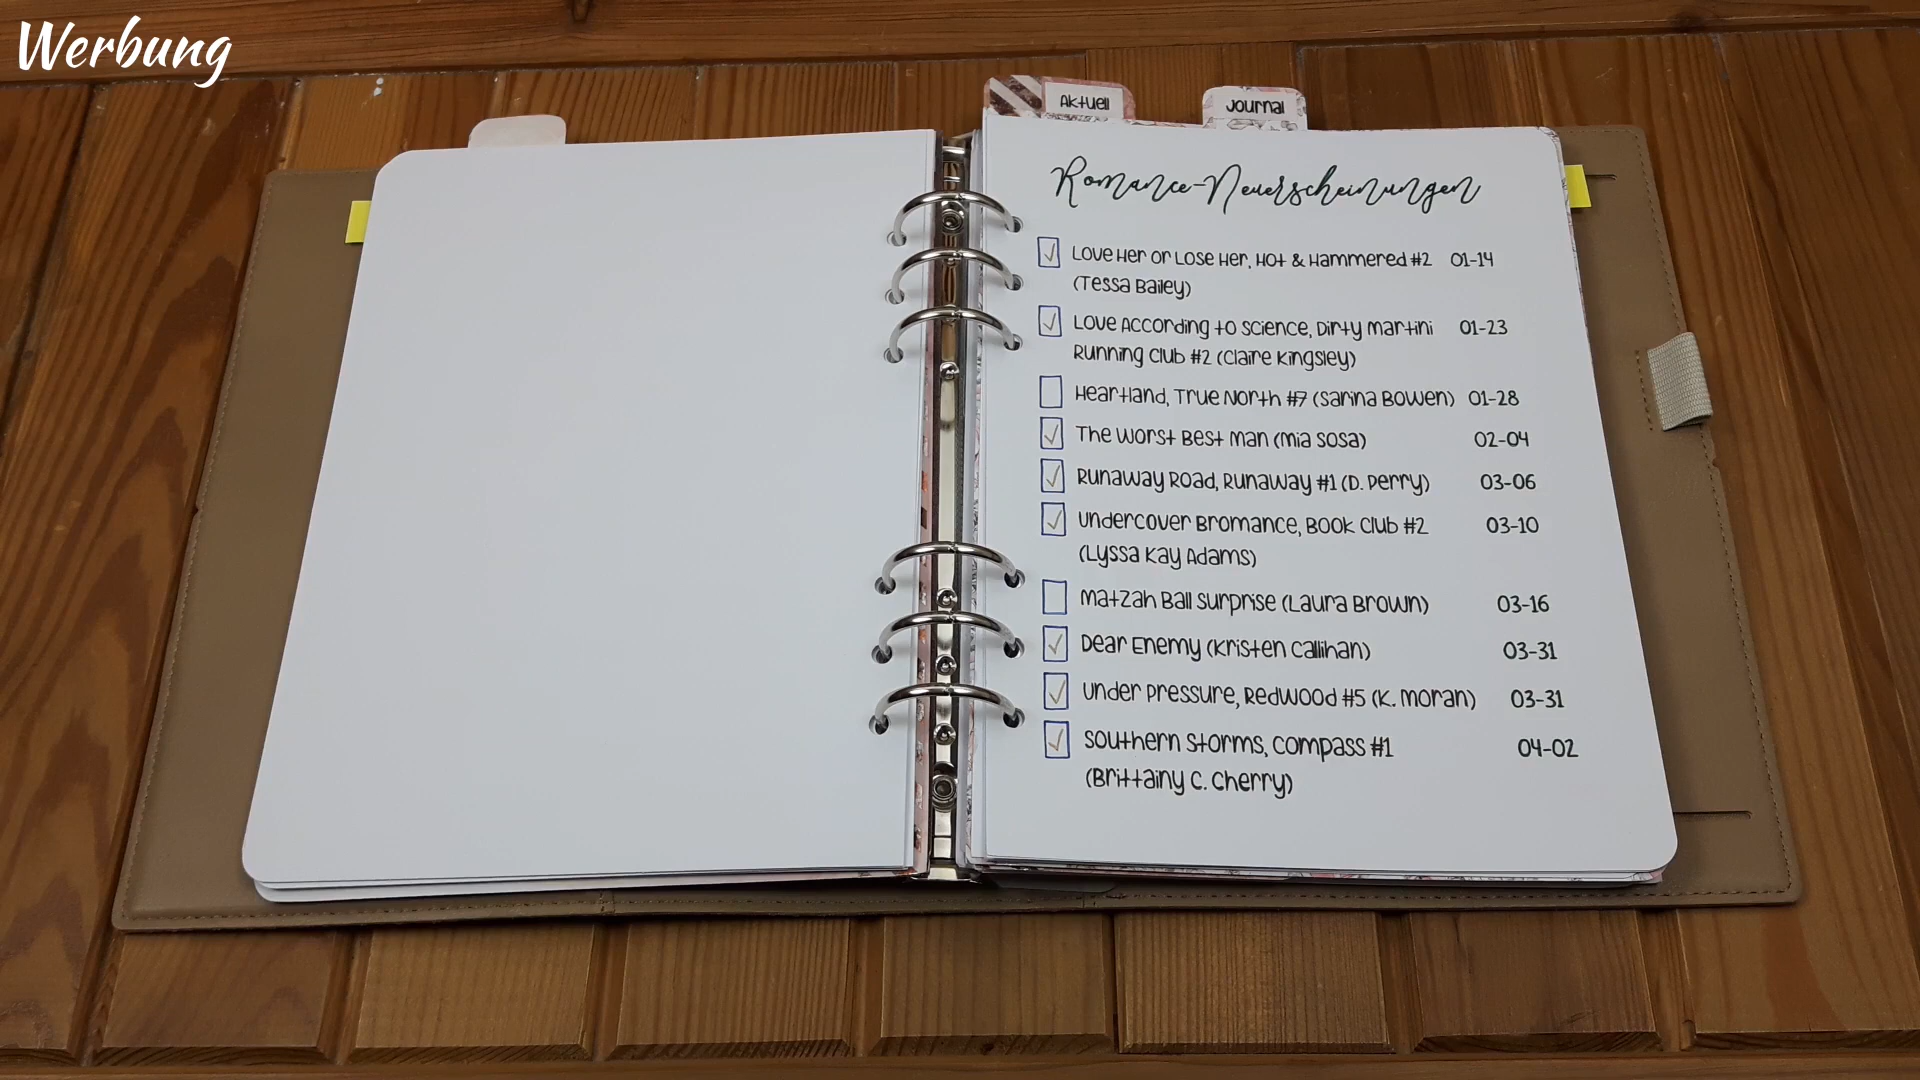 Werbung
Aktuell
Journal
Romance-Neuerscheinungen
Love Her or Lose Her, Hot & Hammered #2 01-14
(Tessa Bailey)
Love According to Science, Dirty Martini 01-23
Running Club #2 (Claire Kingsley)
Heartland, True North #7 (Sarina Bowen) 01-28
The Worst Best Man (Mia Sosa) 02-04
Runaway Road, Runaway #1 (D. Perry) 03-06
Undercover Bromance, Book Club #2 03-10
(Lyssa Kay Adams)
Matzah Ball Surprise (Laura Brown) 03-16
Dear Enemy (Kristen Callihan) 03-31
Under Pressure, Redwood #5 (K. Moran) 03-31
Southern Storms, Compass #1 04-02
(Brittainy C. Cherry)